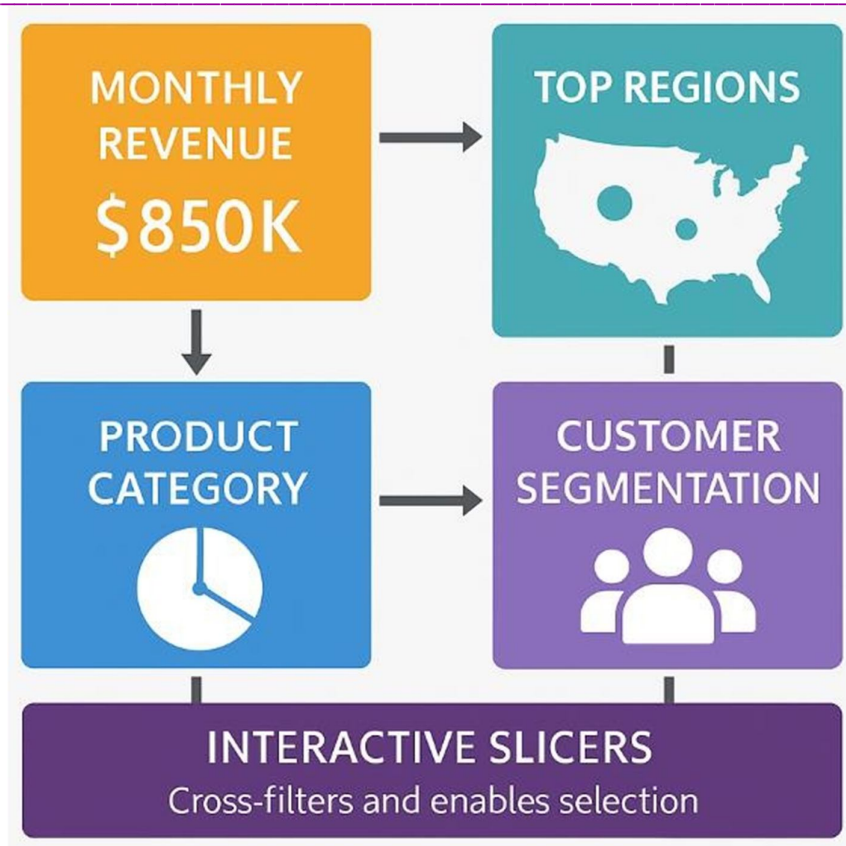 MONTHLY
REVENUE
$850K
TOP REGIONS
PRODUCT
CATEGORY
CUSTOMER
SEGMENTATION
INTERACTIVE SLICERS
Cross-filters and enables selection